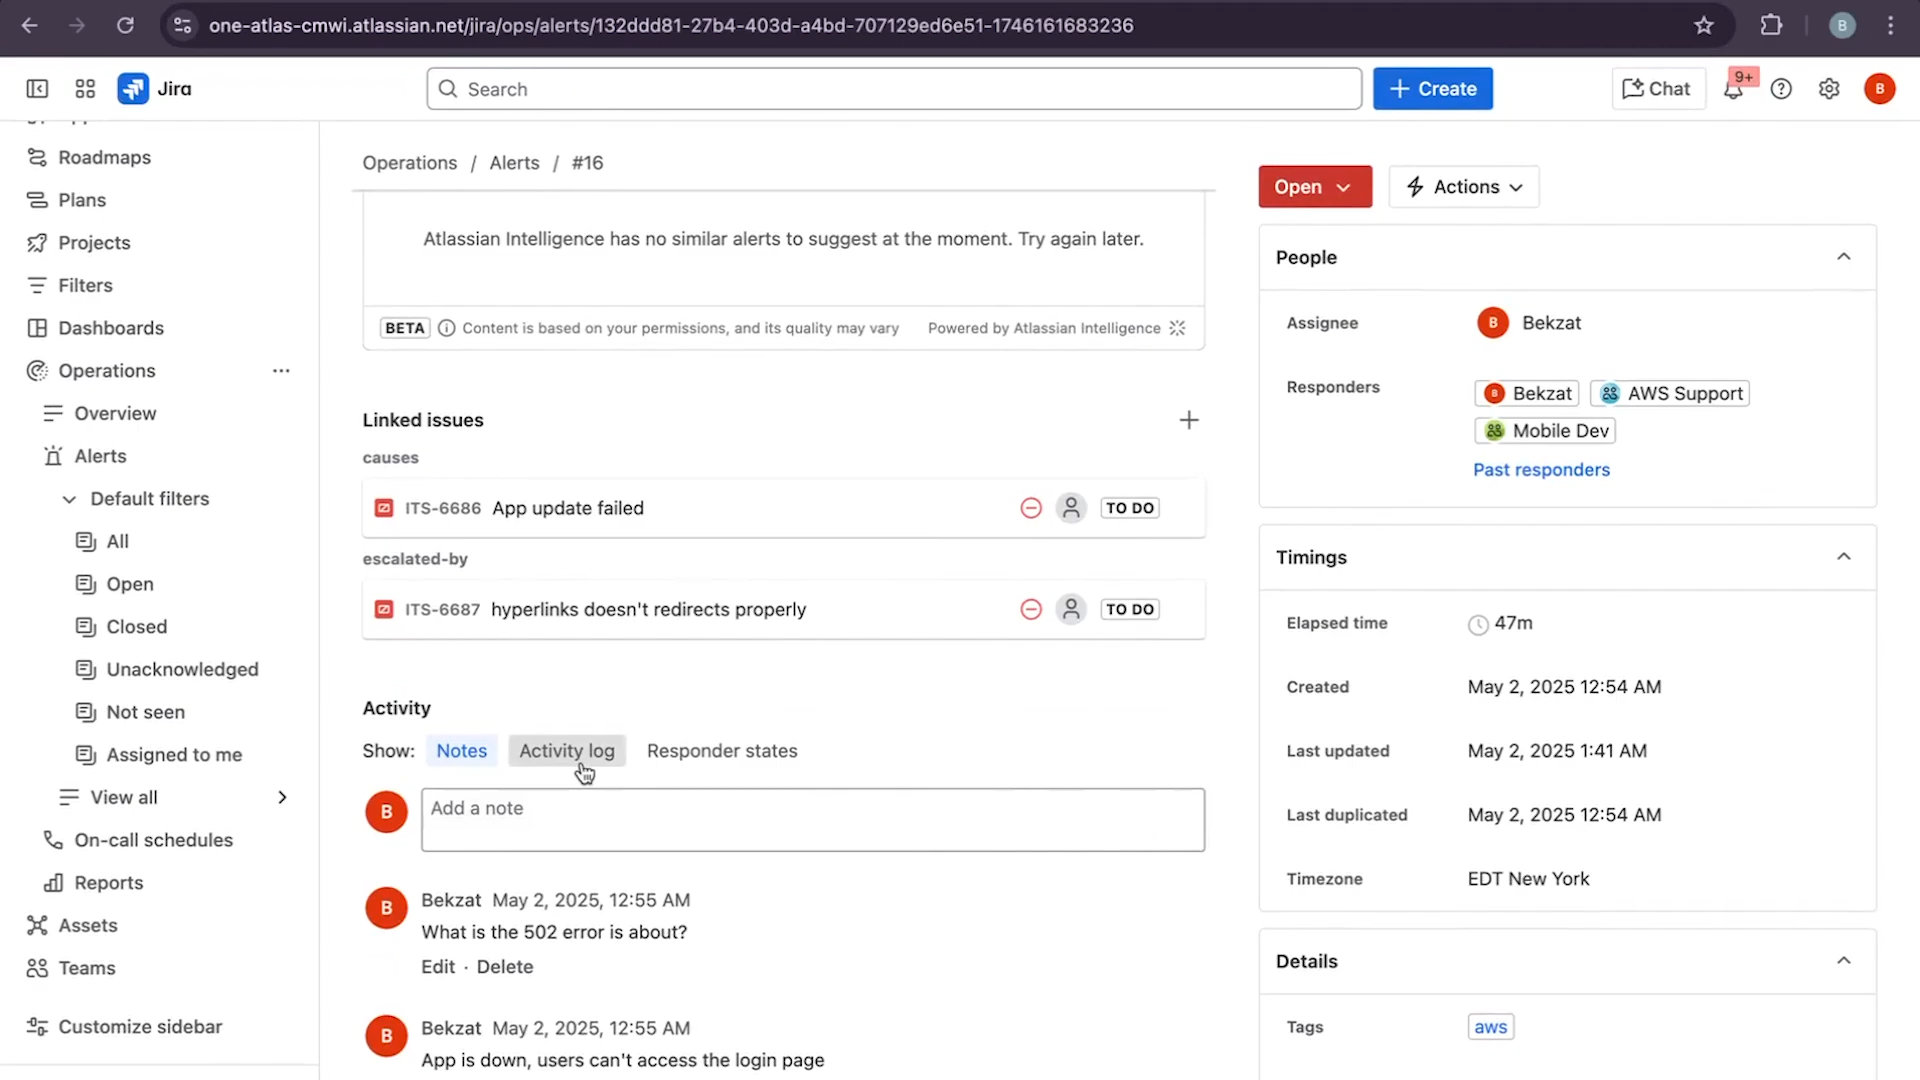 one-atlas-cmwi.atlassian.net/jira/ops/alerts/132ddd81-27b4-403d-a4bd-707129ed6e51-1746161683236
B
Jira
Search
Create
Chat
9+
B
Roadmaps
Plans
Projects
Filters
Dashboards
Operations
Overview
Alerts
Default filters
All
Open
Closed
Unacknowledged
Not seen
Assigned to me
View all
On-call schedules
Reports
Assets
Teams
Customize sidebar
Operations / Alerts / #16
Atlassian Intelligence has no similar alerts to suggest at the moment. Try again later.
BETA Content is based on your permissions, and its quality may vary Powered by Atlassian Intelligence
Linked issues
causes
ITS-6686 App update failed TO DO
escalated-by
ITS-6687 hyperlinks doesn't redirects properly TO DO
Activity
Show: Notes Activity log Responder states
B Add a note
B Bekzat May 2, 2025, 12:55 AM
What is the 502 error is about?
Edit · Delete
B Bekzat May 2, 2025, 12:55 AM
App is down, users can't access the login page
Open Actions
People
Assignee B Bekzat
Responders B Bekzat AWS Support
Mobile Dev
Past responders
Timings
Elapsed time 47m
Created May 2, 2025 12:54 AM
Last updated May 2, 2025 1:41 AM
Last duplicated May 2, 2025 12:54 AM
Timezone EDT New York
Details
Tags aws